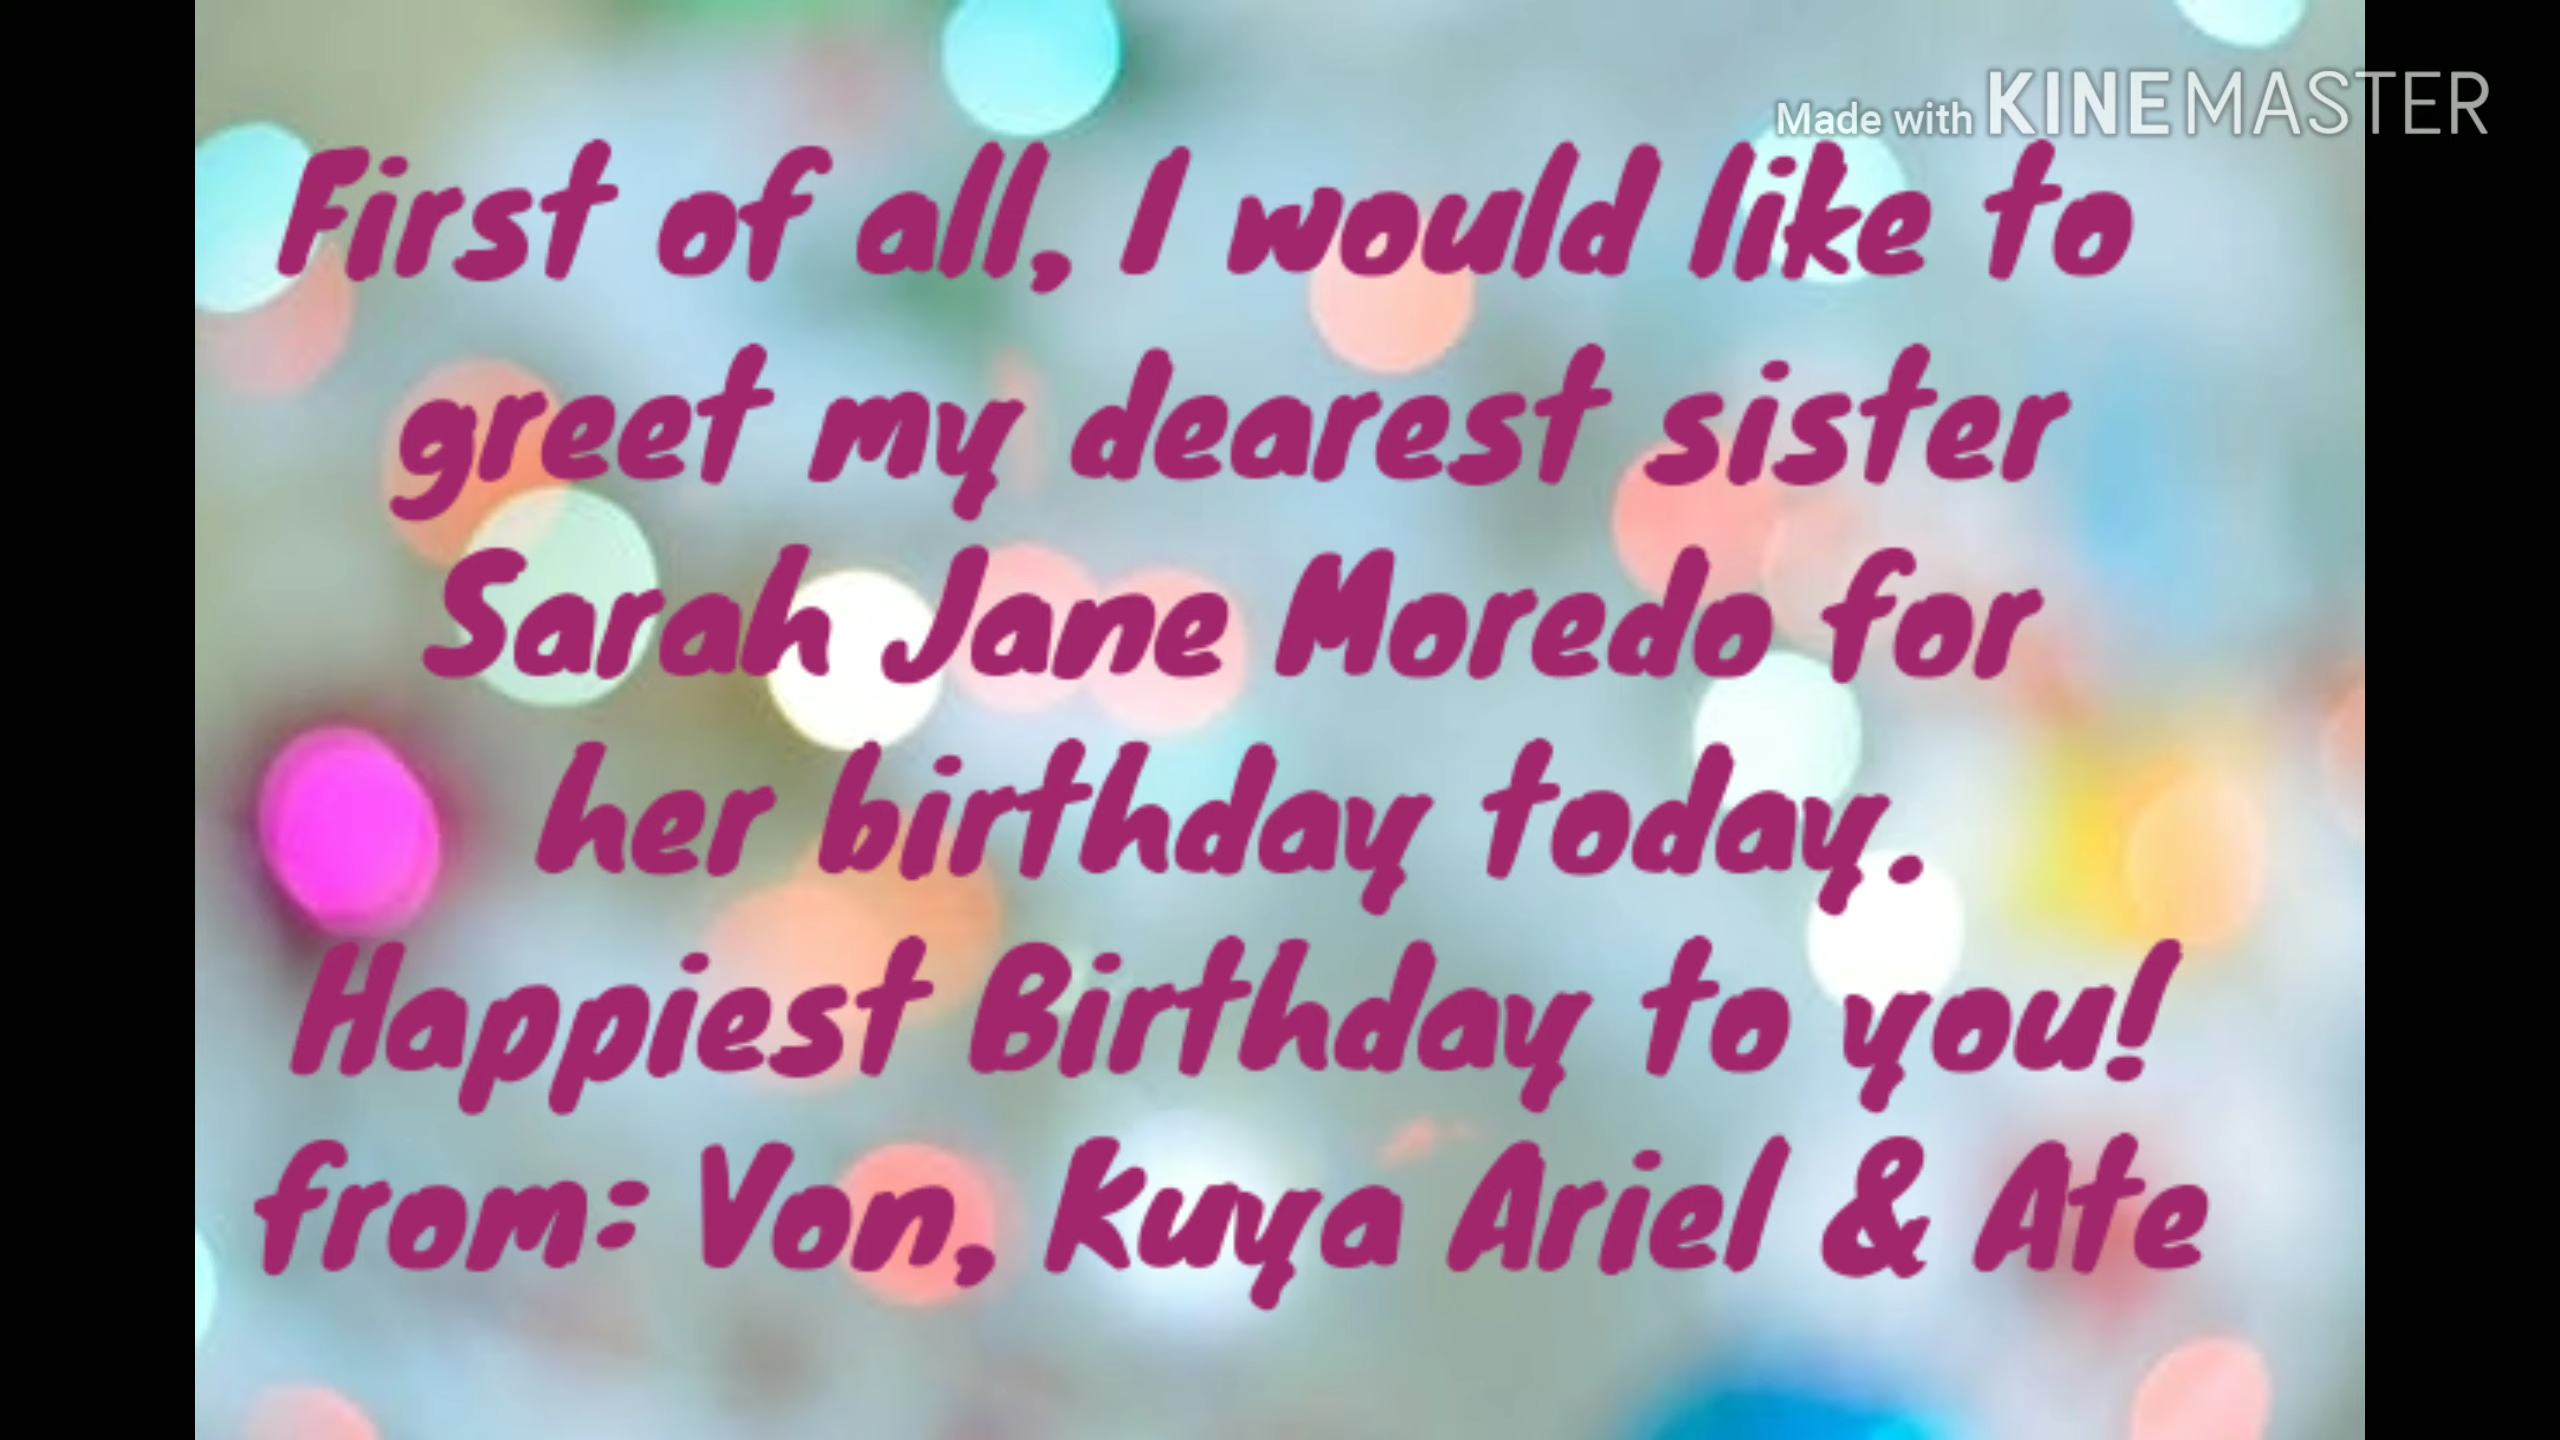 Made with KINEMASTER
First of all, I would like to
greet my dearest sister
Sarah Jane Moredo for
her birthday today.
Happiest Birthday to you!
from: Von, Kuya Ariel & Ate